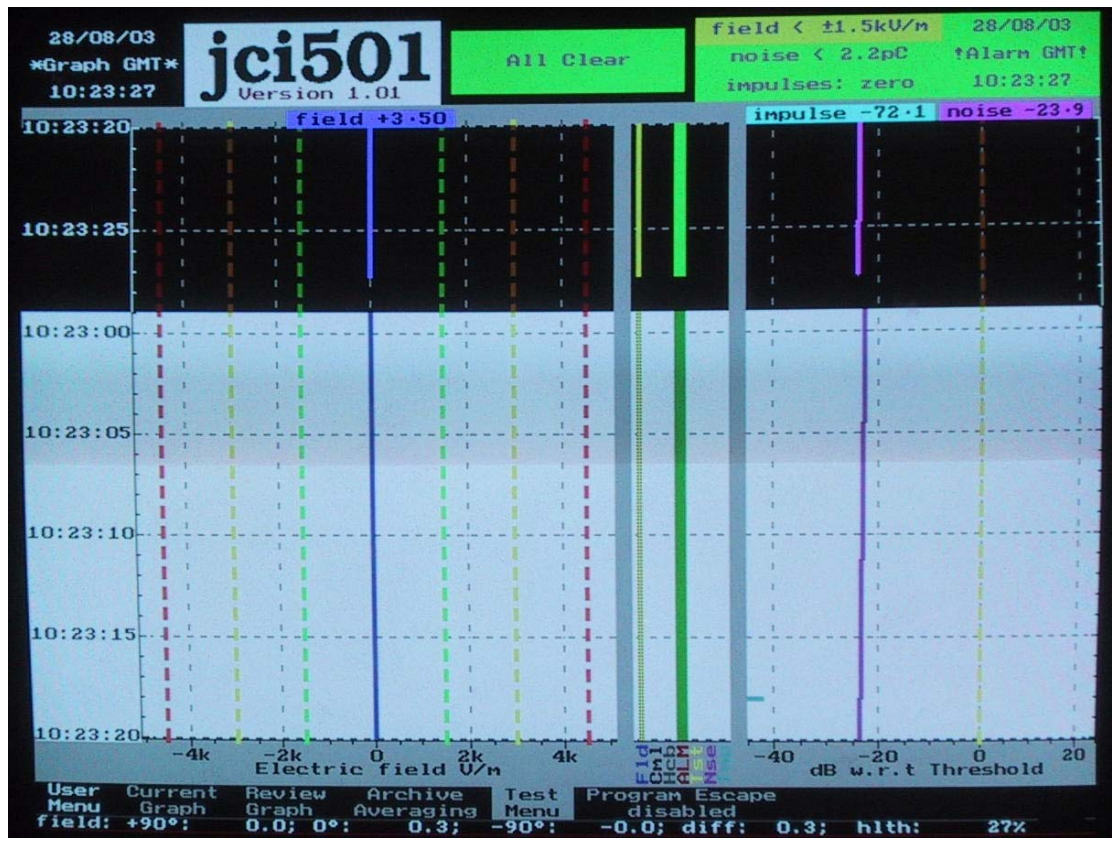 28/08/03
*Graph GMT*
10:23:27
jci501
Version 1.01
All Clear
field < ±1.5kV/m
noise < 2.2pC
impulses: zero
28/08/03
↑Alarm GMT↑
10:23:27
field +3·50
impulse -72·1
noise -23·9
10:23:20
10:23:25
10:23:00
10:23:05
10:23:10
10:23:15
10:23:20
-4k -2k 0 2k 4k
Electric field V/m
Fld
Cml
Hcb
ALM
Tst
Nse
-40 -20 0 20
dB w.r.t Threshold
User Menu
Current Graph
Review Graph
Archive Averaging
Test Menu
Program Escape disabled
field: +90°: 0.0; 0°: 0.3; -90°: -0.0; diff: 0.3; hlth: 27%